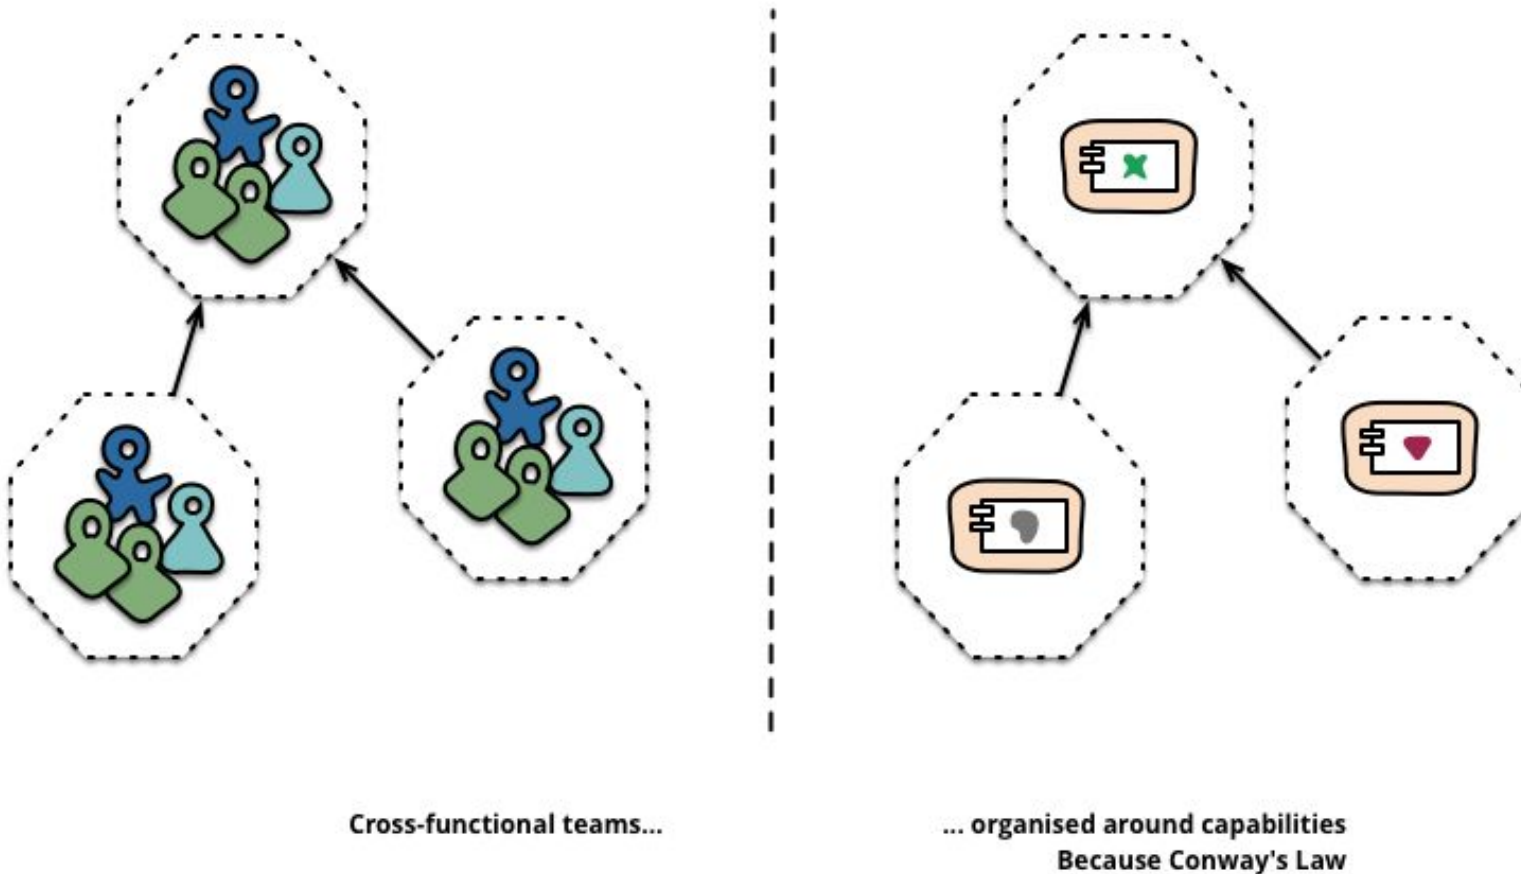 Cross-functional teams...
... organised around capabilities
Because Conway's Law